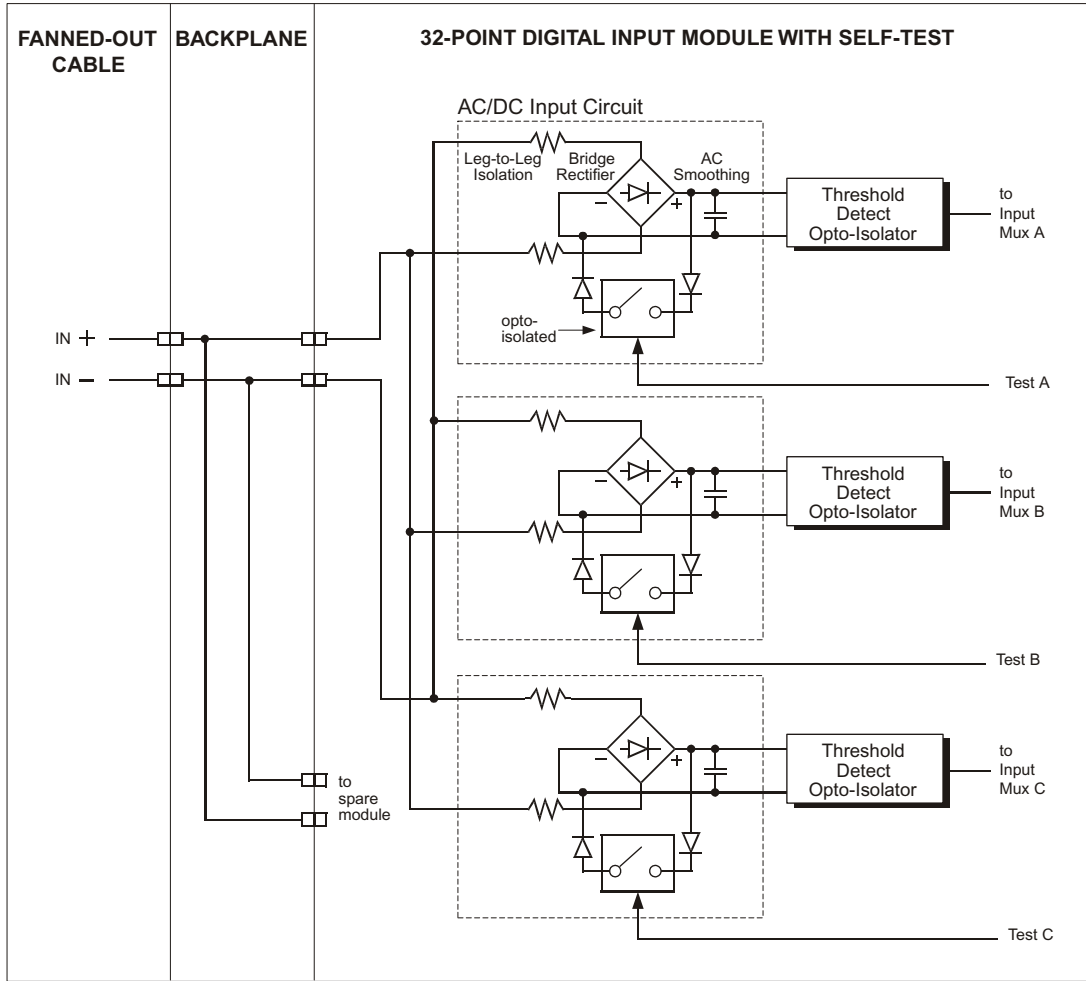 FANNED-OUT
CABLE
BACKPLANE
32-POINT DIGITAL INPUT MODULE WITH SELF-TEST
AC/DC Input Circuit
Leg-to-Leg
Isolation
Bridge
Rectifier
AC
Smoothing
− +
Threshold
Detect
Opto-Isolator
to
Input
Mux A
opto-
isolated
Test A
IN +
IN −
− +
Threshold
Detect
Opto-Isolator
to
Input
Mux B
Test B
− +
Threshold
Detect
Opto-Isolator
to
Input
Mux C
to
spare
module
Test C